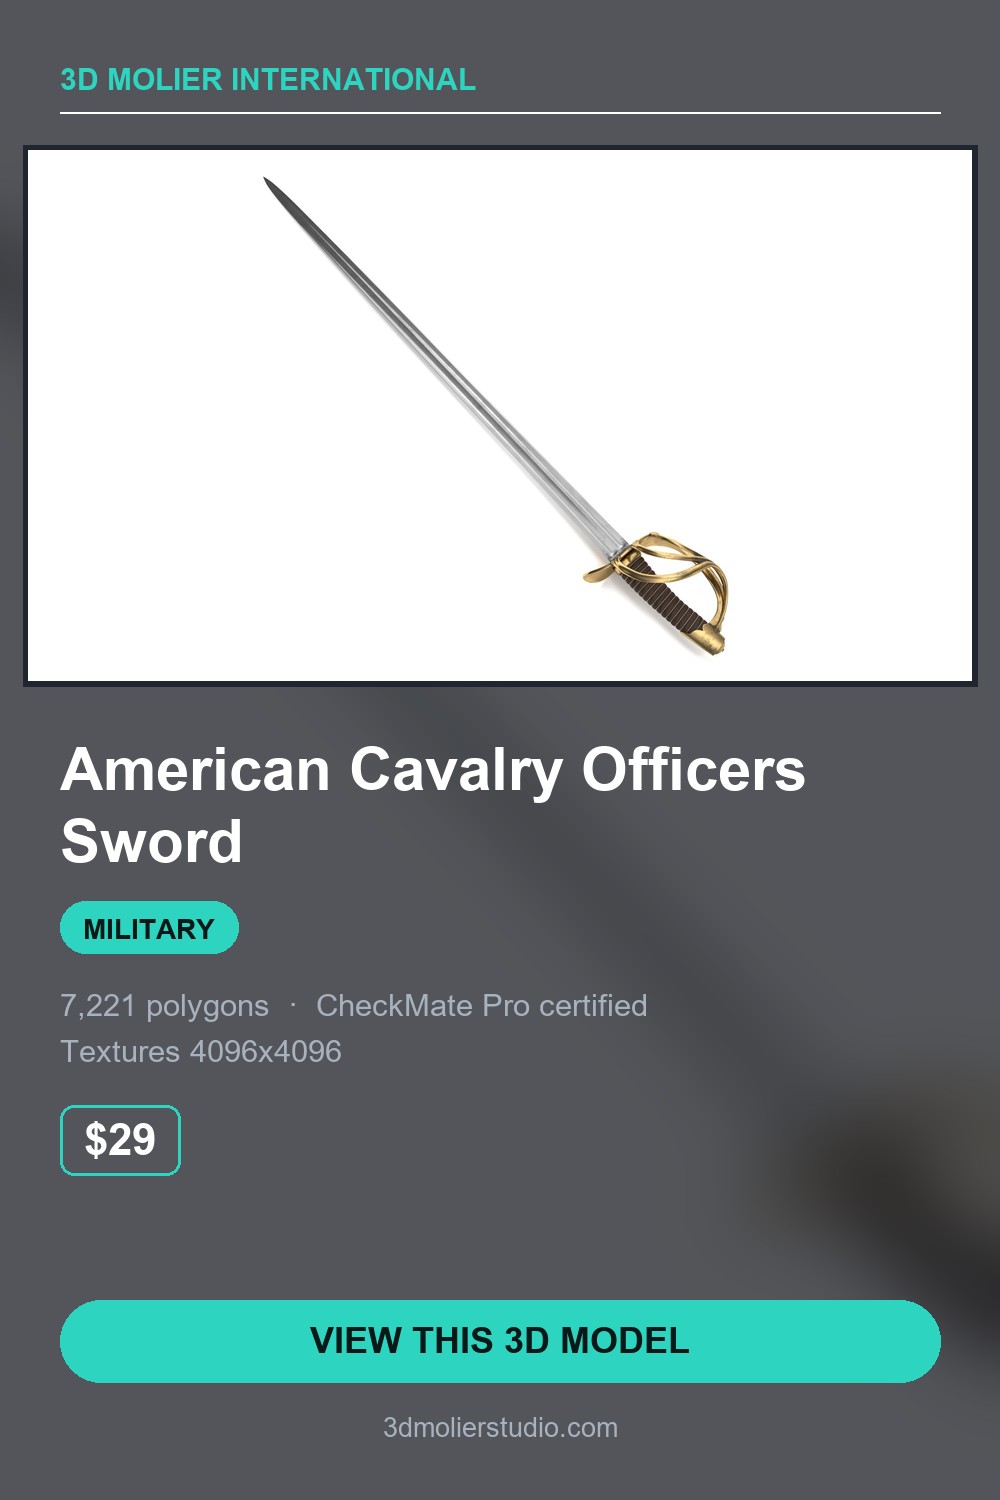 3D MOLIER INTERNATIONAL
American Cavalry Officers
Sword
MILITARY
7,221 polygons · CheckMate Pro certified
Textures 4096x4096
$29
VIEW THIS 3D MODEL
3dmolierstudio.com